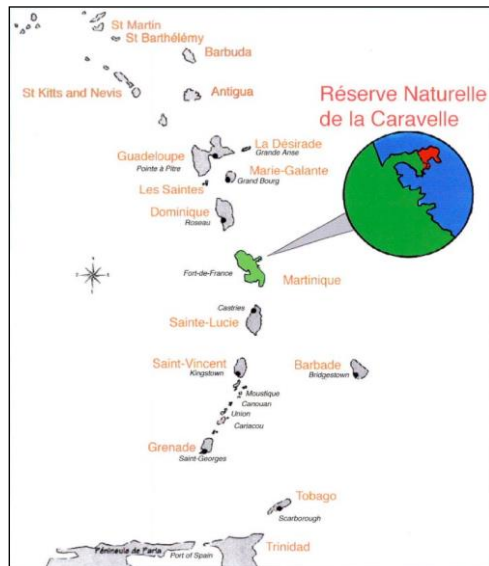 St Martin
St Barthélémy
Barbuda
St Kitts and Nevis
Antigua
Réserve Naturelle
de la Caravelle
La Désirade
Grande Anse
Guadeloupe
Pointe à Pitre
Marie-Galante
Grand Bourg
Les Saintes
Dominique
Roseau
Fort-de-France
Martinique
Castries
Sainte-Lucie
Saint-Vincent
Kingstown
Barbade
Bridgestown
Moustique
Canouan
Union
Cariacou
Grenade
Saint-Georges
Tobago
Scarborough
Péninsule de Paria
Port of Spain
Trinidad